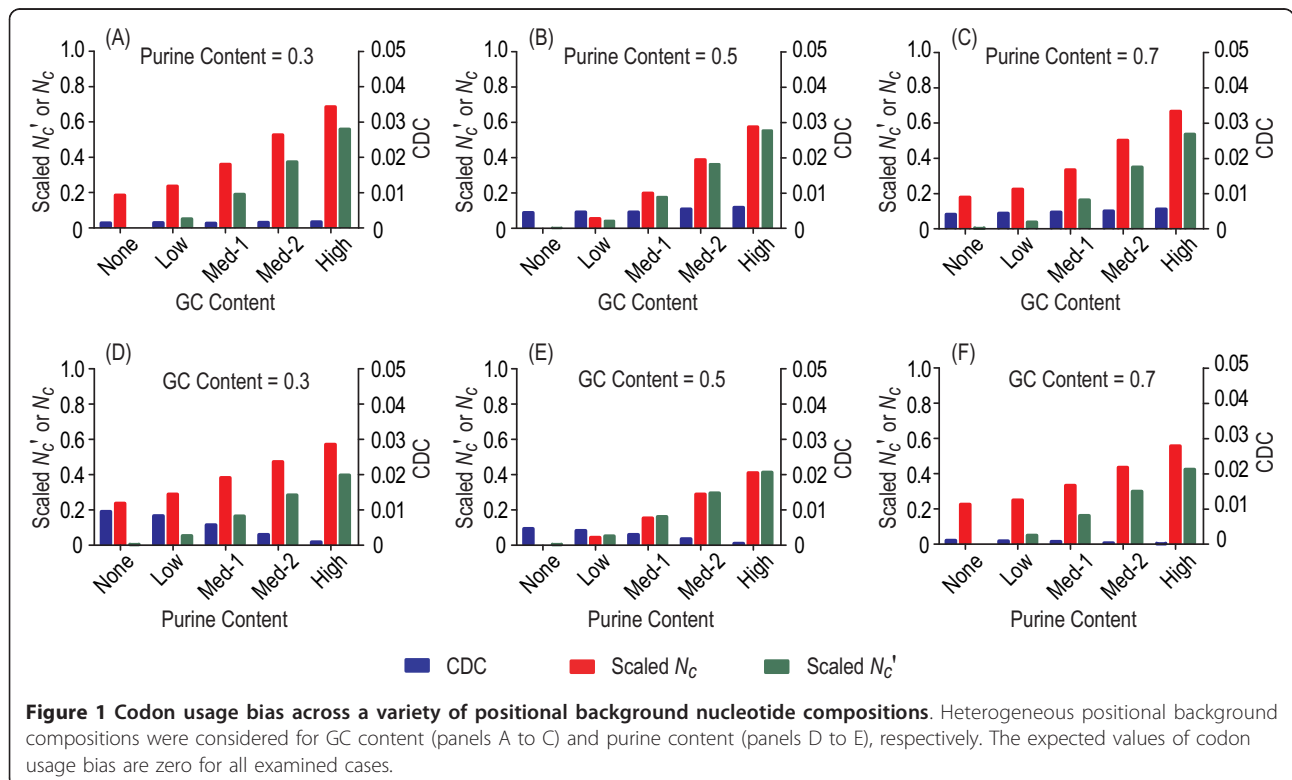 (A)
Purine Content = 0.3
1.0
0.8
0.6
0.4
0.2
0
0.05
0.04
0.03
0.02
0.01
0
Scaled Nc' or Nc
CDC
None Low Med-1 Med-2 High
GC Content
(B)
Purine Content = 0.5
1.0
0.8
0.6
0.4
0.2
0
0.05
0.04
0.03
0.02
0.01
0
Scaled Nc' or Nc
CDC
None Low Med-1 Med-2 High
GC Content
(C)
Purine Content = 0.7
1.0
0.8
0.6
0.4
0.2
0
0.05
0.04
0.03
0.02
0.01
0
Scaled Nc' or Nc
CDC
None Low Med-1 Med-2 High
GC Content
(D)
GC Content = 0.3
1.0
0.8
0.6
0.4
0.2
0
0.05
0.04
0.03
0.02
0.01
0
Scaled Nc' or Nc
CDC
None Low Med-1 Med-2 High
Purine Content
(E)
GC Content = 0.5
1.0
0.8
0.6
0.4
0.2
0
0.05
0.04
0.03
0.02
0.01
0
Scaled Nc' or Nc
CDC
None Low Med-1 Med-2 High
Purine Content
(F)
GC Content = 0.7
1.0
0.8
0.6
0.4
0.2
0
0.05
0.04
0.03
0.02
0.01
0
Scaled Nc' or Nc
CDC
None Low Med-1 Med-2 High
Purine Content
CDC Scaled Nc Scaled Nc'
Figure 1 Codon usage bias across a variety of positional background nucleotide compositions. Heterogeneous positional background
compositions were considered for GC content (panels A to C) and purine content (panels D to E), respectively. The expected values of codon
usage bias are zero for all examined cases.